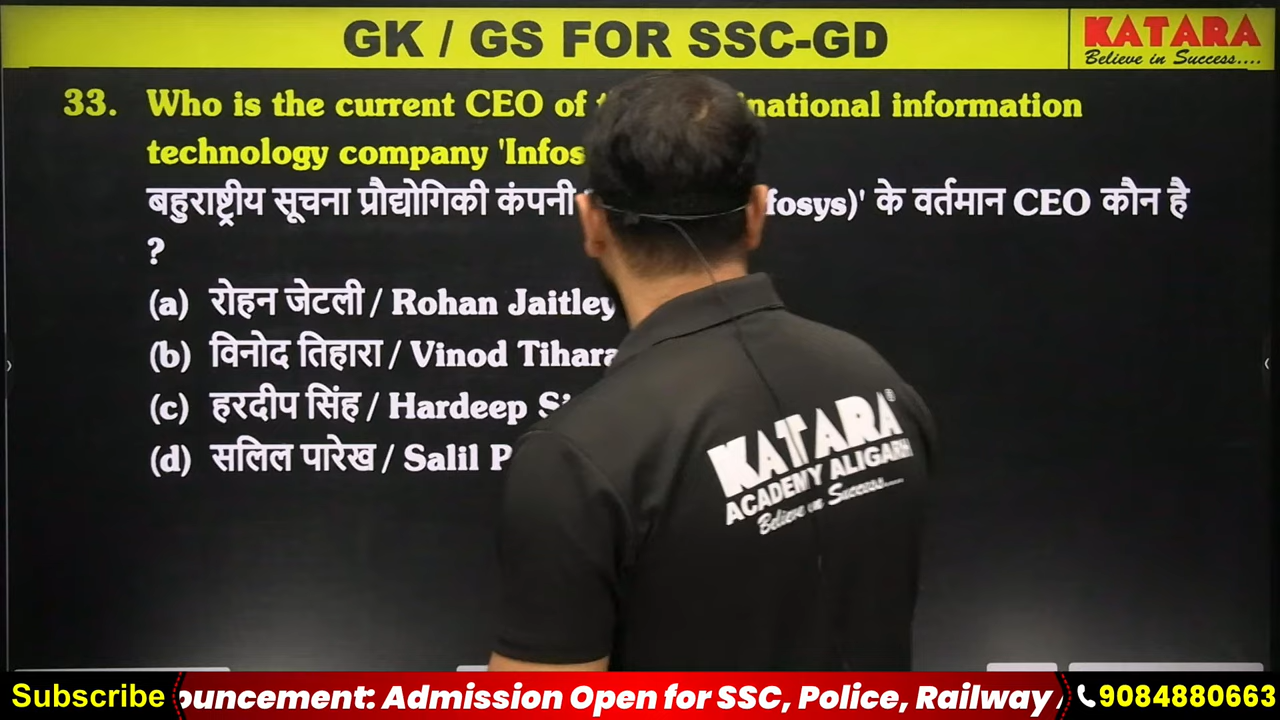 GK / GS FOR SSC-GD
KATARA
Believe in Success....
33. Who is the current CEO of national information
technology company 'Infos
बहुराष्ट्रीय सूचना प्रौद्योगिकी कंपनी fosys)' के वर्तमान CEO कौन है
?
(a) रोहन जेटली / Rohan Jaitley
(b) विनोद तिहारा / Vinod Tihara
(c) हरदीप सिंह / Hardeep
(d) सलिल पारेख / Salil P
KATARA®
ACADEMY ALIGARH
Believe in Success.....
Subscribe
ouncement: Admission Open for SSC, Police, Railway
9084880663